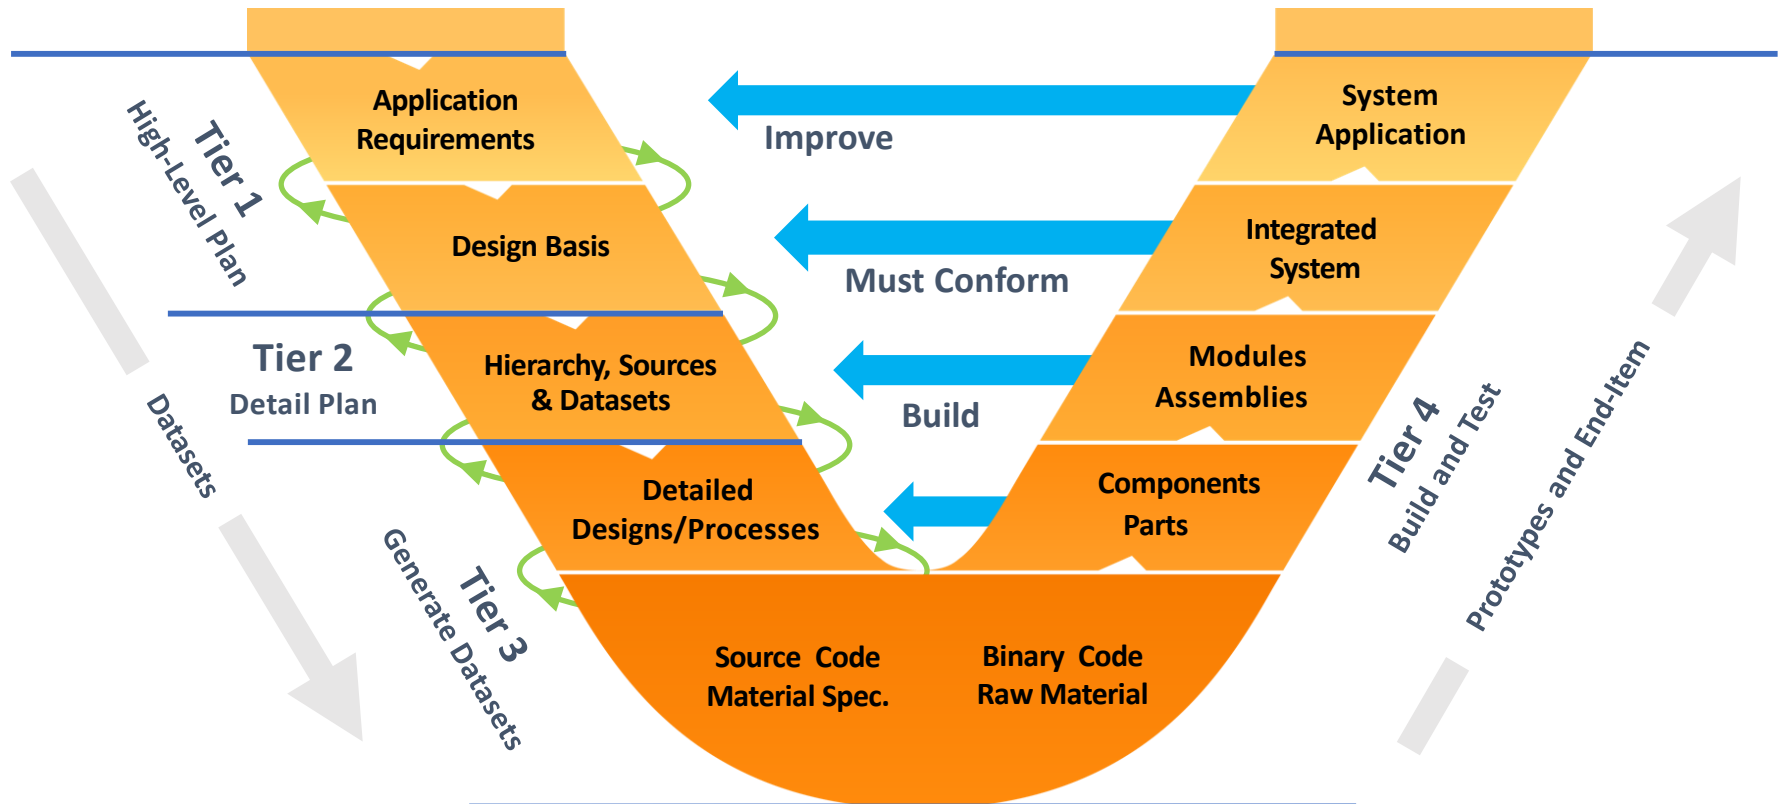 Application
Requirements
System
Application
Improve
Tier 1
High-Level Plan
Design Basis
Integrated
System
Must Conform
Tier 2
Detail Plan
Hierarchy, Sources
& Datasets
Modules
Assemblies
Build
Datasets
Detailed
Designs/Processes
Components
Parts
Tier 4
Build and Test
Prototypes and End-Item
Tier 3
Generate Datasets
Source Code
Material Spec.
Binary Code
Raw Material